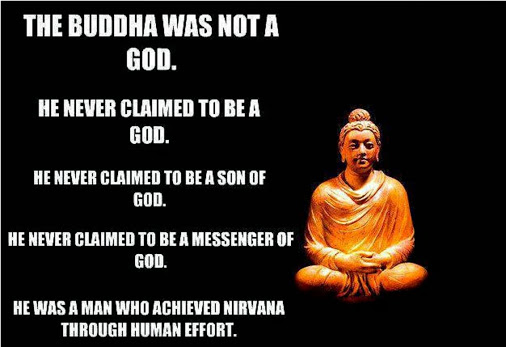 THE BUDDHA WAS NOT A
GOD.
HE NEVER CLAIMED TO BE A
GOD.
HE NEVER CLAIMED TO BE A SON OF
GOD.
HE NEVER CLAIMED TO BE A MESSENGER OF
GOD.
HE WAS A MAN WHO ACHIEVED NIRVANA
THROUGH HUMAN EFFORT.